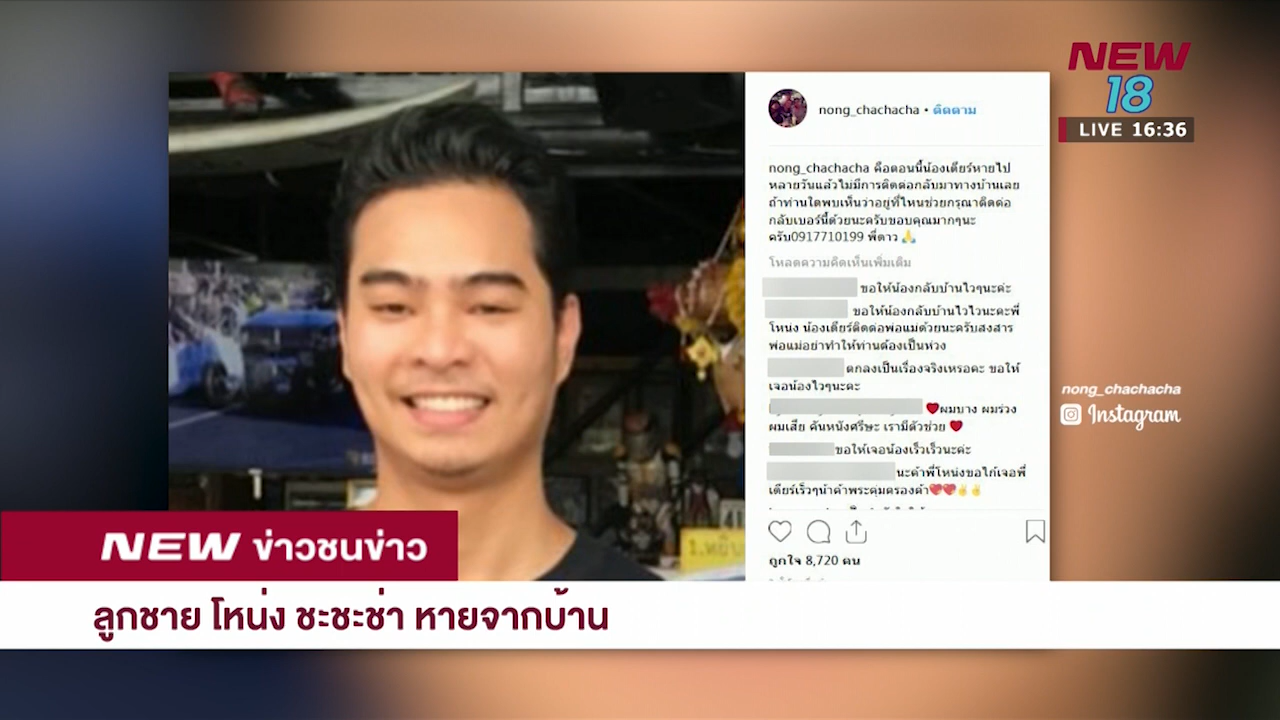 NEW
18
LIVE 16:36
nong_chachacha • ติดตาม
nong_chachacha คือตอนนี้น้องเดียร์หายไป
หลายวันแล้วไม่มีการติดต่อกลับมาทางบ้านเลย
ถ้าท่านใดพบเห็นว่าอยู่ที่ไหนช่วยกรุณาติดต่อ
กลับเบอร์นี้ด้วยนะครับขอบคุณมากๆนะ
ครับ0917710199 พี่ดาว 🙏
โหลดความคิดเห็นเพิ่มเติม
ขอให้น้องกลับบ้านไวๆนะค่ะ
ขอให้น้องกลับบ้านไวไวนะคะพี่
โหน่ง น้องเดียร์ติดต่อพ่อแม่ด้วยนะครับสงสาร
พ่อแม่อย่าทำให้ท่านต้องเป็นห่วง
ตกลงเป็นเรื่องจริงเหรอคะ ขอให้
เจอน้องไวๆนะคะ
❤️ผมบาง ผมร่วง
ผมเสีย คันหนังศรีษะ เรามีตัวช่วย ❤️
ขอให้เจอน้องเร็วเร็วนะค่ะ
นะค้าพี่โหน่งขอไก้เจอพี่
เดียร์เร็วๆน้าค้าพระคุ่มครองค้า💖💖✌️✌️
ถูกใจ 8,720 คน
nong_chachacha
Instagram
1.หยิบ
NEW ข่าวชนข่าว
ลูกชาย โหน่ง ชะชะช่า หายจากบ้าน